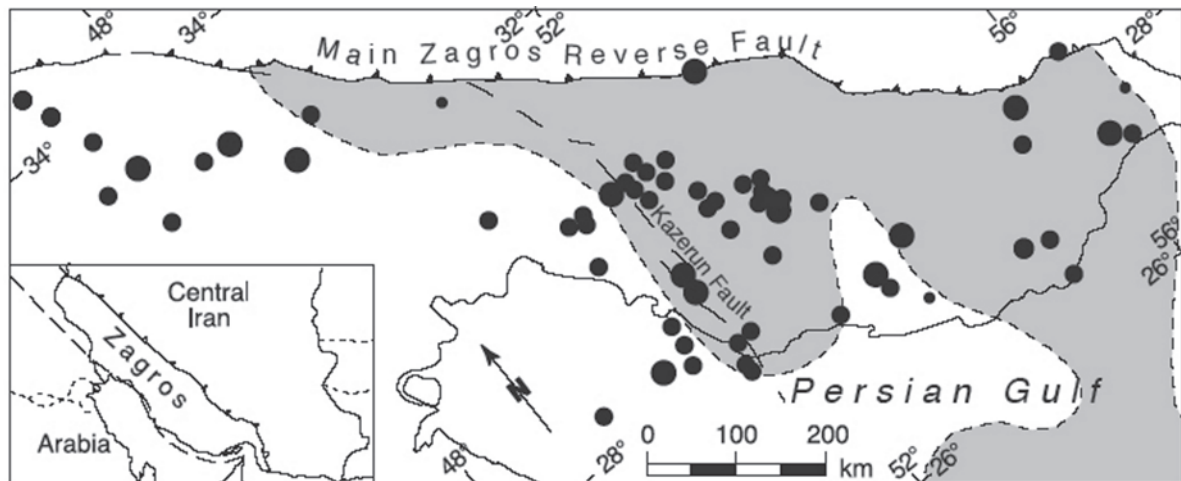 48°
34°
32°
52°
56°
28°
Main Zagros Reverse Fault
34°
Kazerun Fault
56°
26°
Central
Iran
Zagros
Arabia
N
Persian Gulf
0 100 200
km
48°
28°
52°
26°